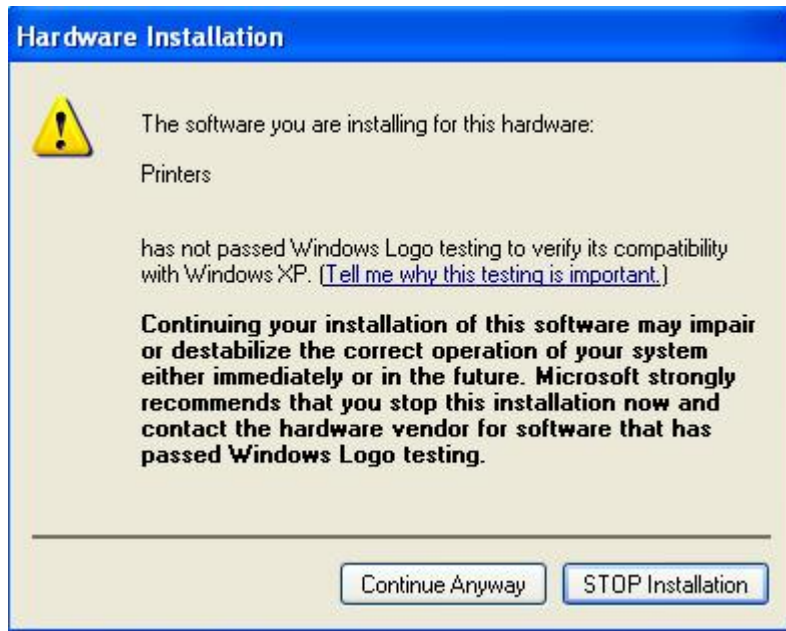 Hardware Installation
The software you are installing for this hardware:
Printers
has not passed Windows Logo testing to verify its compatibility
with Windows XP. (Tell me why this testing is important.)
Continuing your installation of this software may impair
or destabilize the correct operation of your system
either immediately or in the future. Microsoft strongly
recommends that you stop this installation now and
contact the hardware vendor for software that has
passed Windows Logo testing.
Continue Anyway
STOP Installation